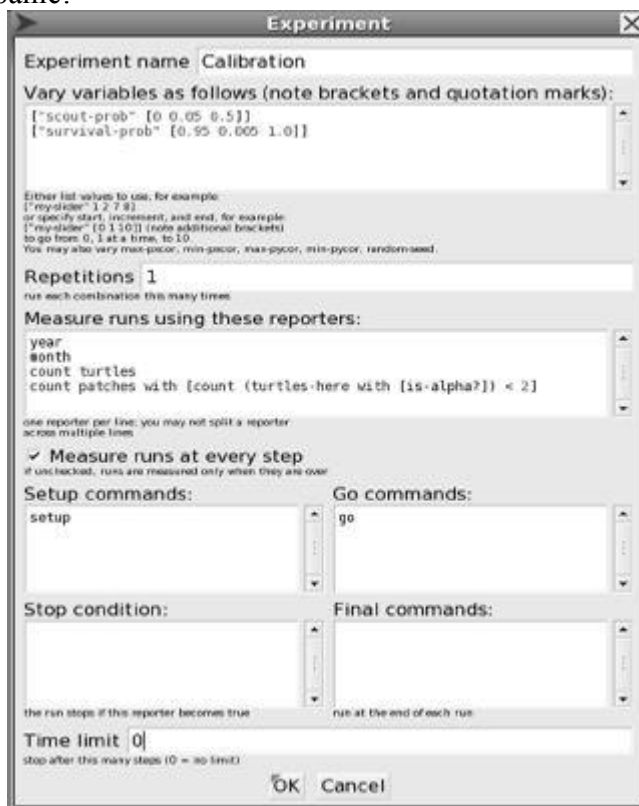 Experiment
Experiment name Calibration
Vary variables as follows (note brackets and quotation marks):
["scout-prob" [0 0.05 0.5]]
["survival-prob" [0.95 0.005 1.0]]
Either list values to use, for example:
["my-slider" 1 2 7 8]
or specify start, increment, and end, for example:
["my-slider" [0 1 10]] (note additional brackets)
to go from 0, 1 at a time, to 10.
You may also vary max-pxcor, min-pxcor, max-pycor, min-pycor, random-seed.
Repetitions 1
run each combination this many times
Measure runs using these reporters:
year
month
count turtles
count patches with [count (turtles-here with [is-alpha?]) < 2]
one reporter per line; you may not split a reporter
across multiple lines
Measure runs at every step
if unchecked, runs are measured only when they are over
Setup commands: Go commands:
setup go
Stop condition: Final commands:
the run stops if this reporter becomes true run at the end of each run
Time limit 0
stop after this many steps (0 = no limit)
OK Cancel